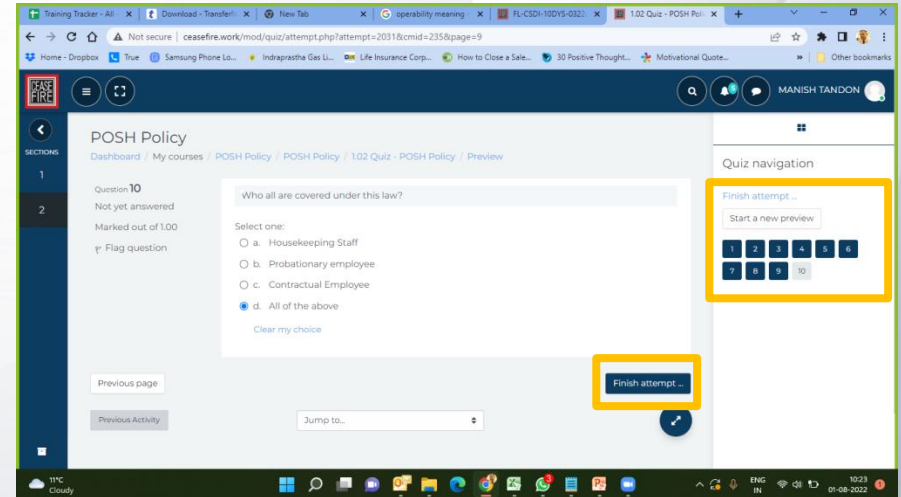 Training Tracker - All
Download - Transferfi
New Tab
operability meaning
FL-CSDI-10DYS-0322
1.02 Quiz - POSH Poli
Not secure
ceasefire.work/mod/quiz/attempt.php?attempt=2031&cmid=235&page=9
Home - Dropbox
True
Samsung Phone Lo...
Indraprastha Gas Li...
Life Insurance Corp...
How to Close a Sale...
30 Positive Thought...
Motivational Quote...
Other bookmarks
CEASE
FIRE
MANISH TANDON
SECTIONS
1
2
POSH Policy
Dashboard / My courses / POSH Policy / POSH Policy / 1.02 Quiz - POSH Policy / Preview
Question 10
Not yet answered
Marked out of 1.00
Flag question
Who all are covered under this law?
Select one:
a. Housekeeping Staff
b. Probationary employee
c. Contractual Employee
d. All of the above
Clear my choice
Previous page
Finish attempt ...
Previous Activity
Jump to...
Quiz navigation
Finish attempt ...
Start a new preview
1 2 3 4 5 6
7 8 9 10
11°C
Cloudy
ENG
IN
10:23
01-08-2022